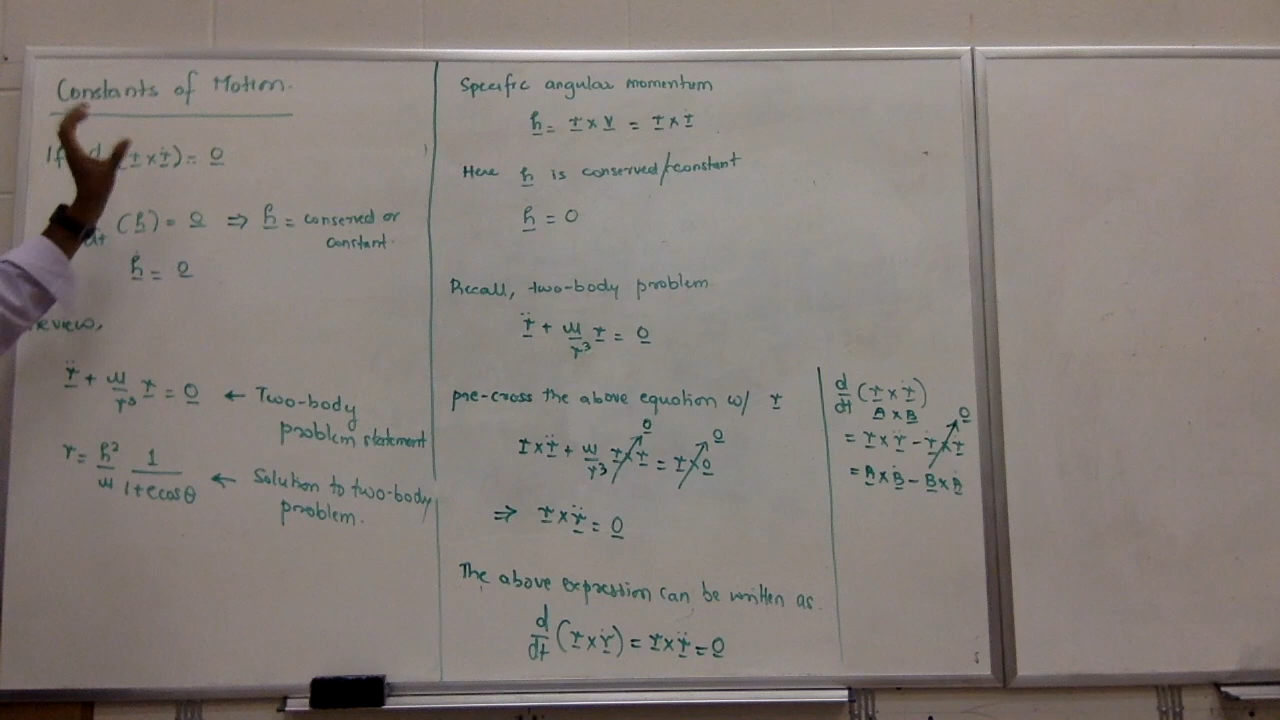 Constants of Motion.
If d (r̲ × ṙ̲) = 0̲
dt (h̲) = 0̲ ⇒ h̲ = conserved or
constant.
ḣ̲ = 0̲
eview,
r̲̈ + μ/r³ r̲ = 0̲ ← Two-body
problem statement
r = h²/μ 1/(1+e cos θ) ← Solution to two-body
problem.
Specific angular momentum
h̲ = r̲ × v̲ = r̲ × ṙ̲
Here h̲ is conserved/constant
ḣ̲ = 0
Recall, two-body problem
r̲̈ + μ/r³ r̲ = 0̲
pre-cross the above equation w/ r̲
r̲ × r̲̈ + μ/r³ r̲ × r̲ = r̲ × 0̲
0̲ 0̲
⇒ r̲ × r̲̈ = 0̲
The above expression can be written as.
d/dt (r̲ × ṙ̲) = r̲ × r̲̈ = 0̲
d/dt (r̲ × ṙ̲)
A̲ × B̲
= r̲ × r̲̈ - ṙ̲ × ṙ̲ 0̲
= A̲ × Ḃ̲ - B̲ × Ȧ̲